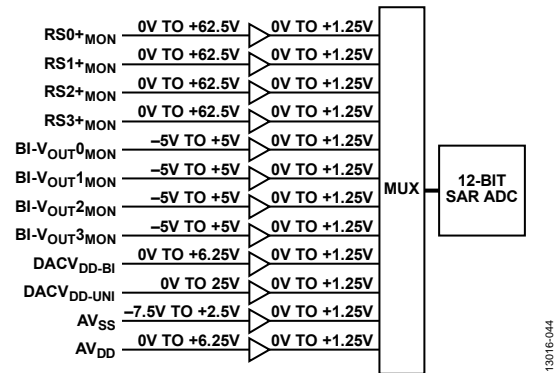 RS0+MON 0V TO +62.5V 0V TO +1.25V
RS1+MON 0V TO +62.5V 0V TO +1.25V
RS2+MON 0V TO +62.5V 0V TO +1.25V
RS3+MON 0V TO +62.5V 0V TO +1.25V
BI-VOUT0MON –5V TO +5V 0V TO +1.25V
BI-VOUT1MON –5V TO +5V 0V TO +1.25V
BI-VOUT2MON –5V TO +5V 0V TO +1.25V
BI-VOUT3MON –5V TO +5V 0V TO +1.25V
DACVDD-BI 0V TO +6.25V 0V TO +1.25V
DACVDD-UNI 0V TO 25V 0V TO +1.25V
AVSS –7.5V TO +2.5V 0V TO +1.25V
AVDD 0V TO +6.25V 0V TO +1.25V
MUX
12-BIT
SAR ADC
13016-044